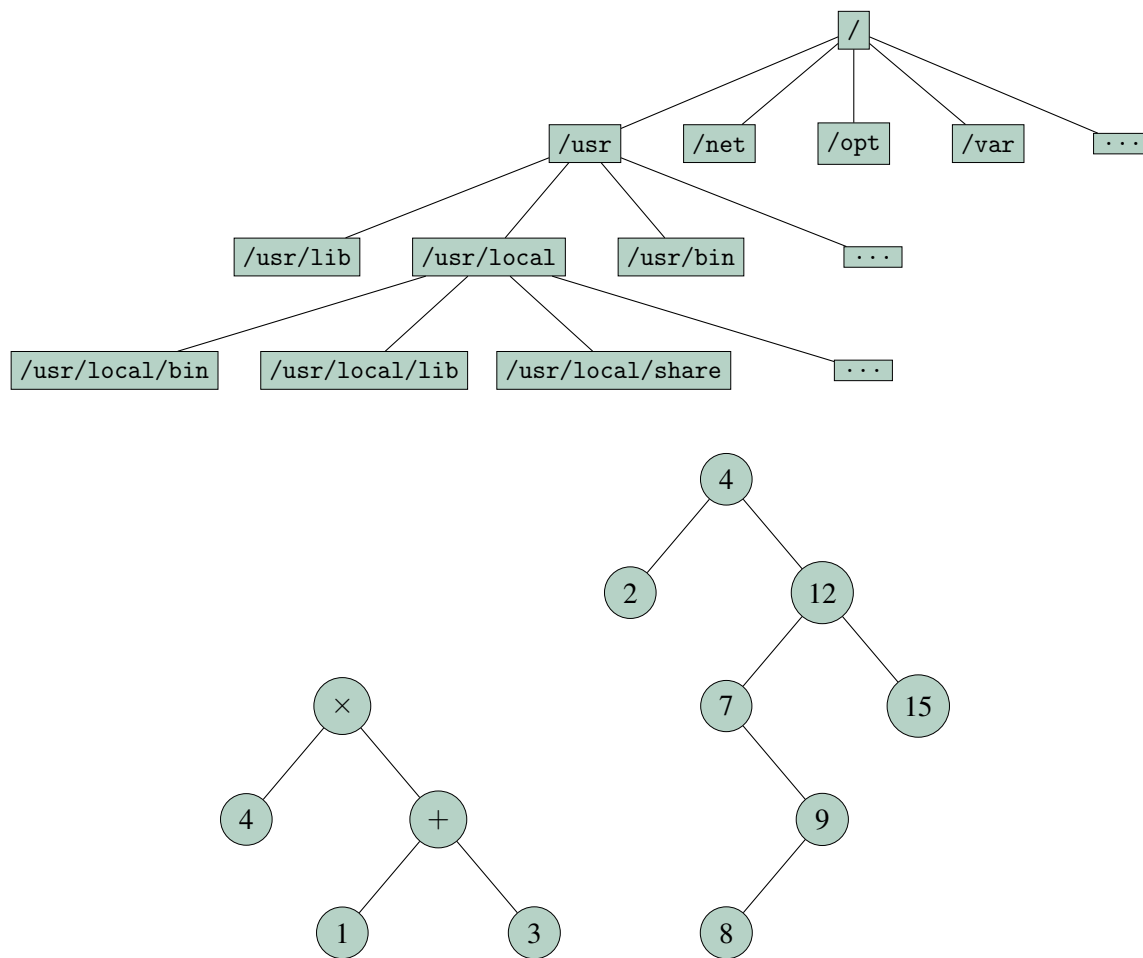 /
/usr /net /opt /var ...
/usr/lib /usr/local /usr/bin ...
/usr/local/bin /usr/local/lib /usr/local/share ...
4
2 12
× 7 15
4 + 9
1 3 8